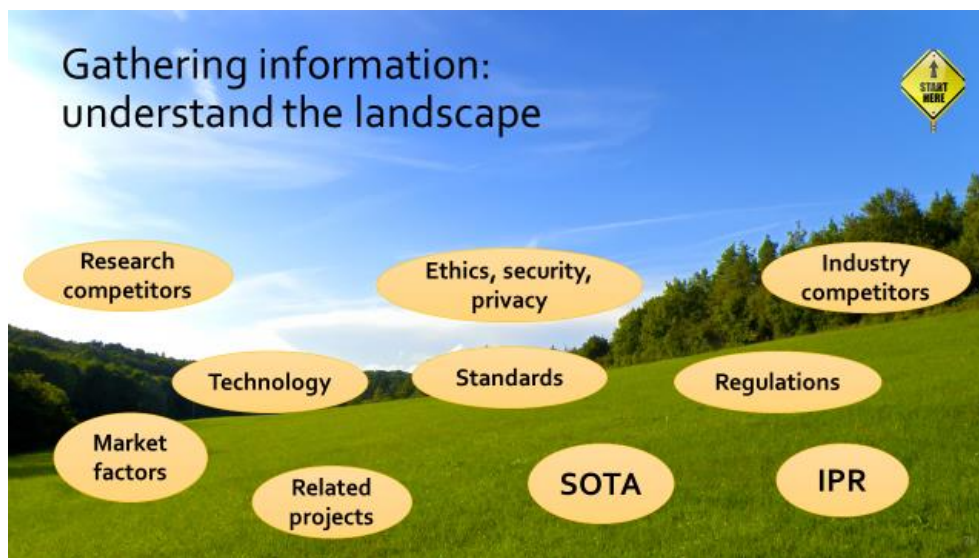 Gathering information:
understand the landscape
START
HERE
Research
competitors
Ethics, security,
privacy
Industry
competitors
Technology
Standards
Regulations
Market
factors
Related
projects
SOTA
IPR